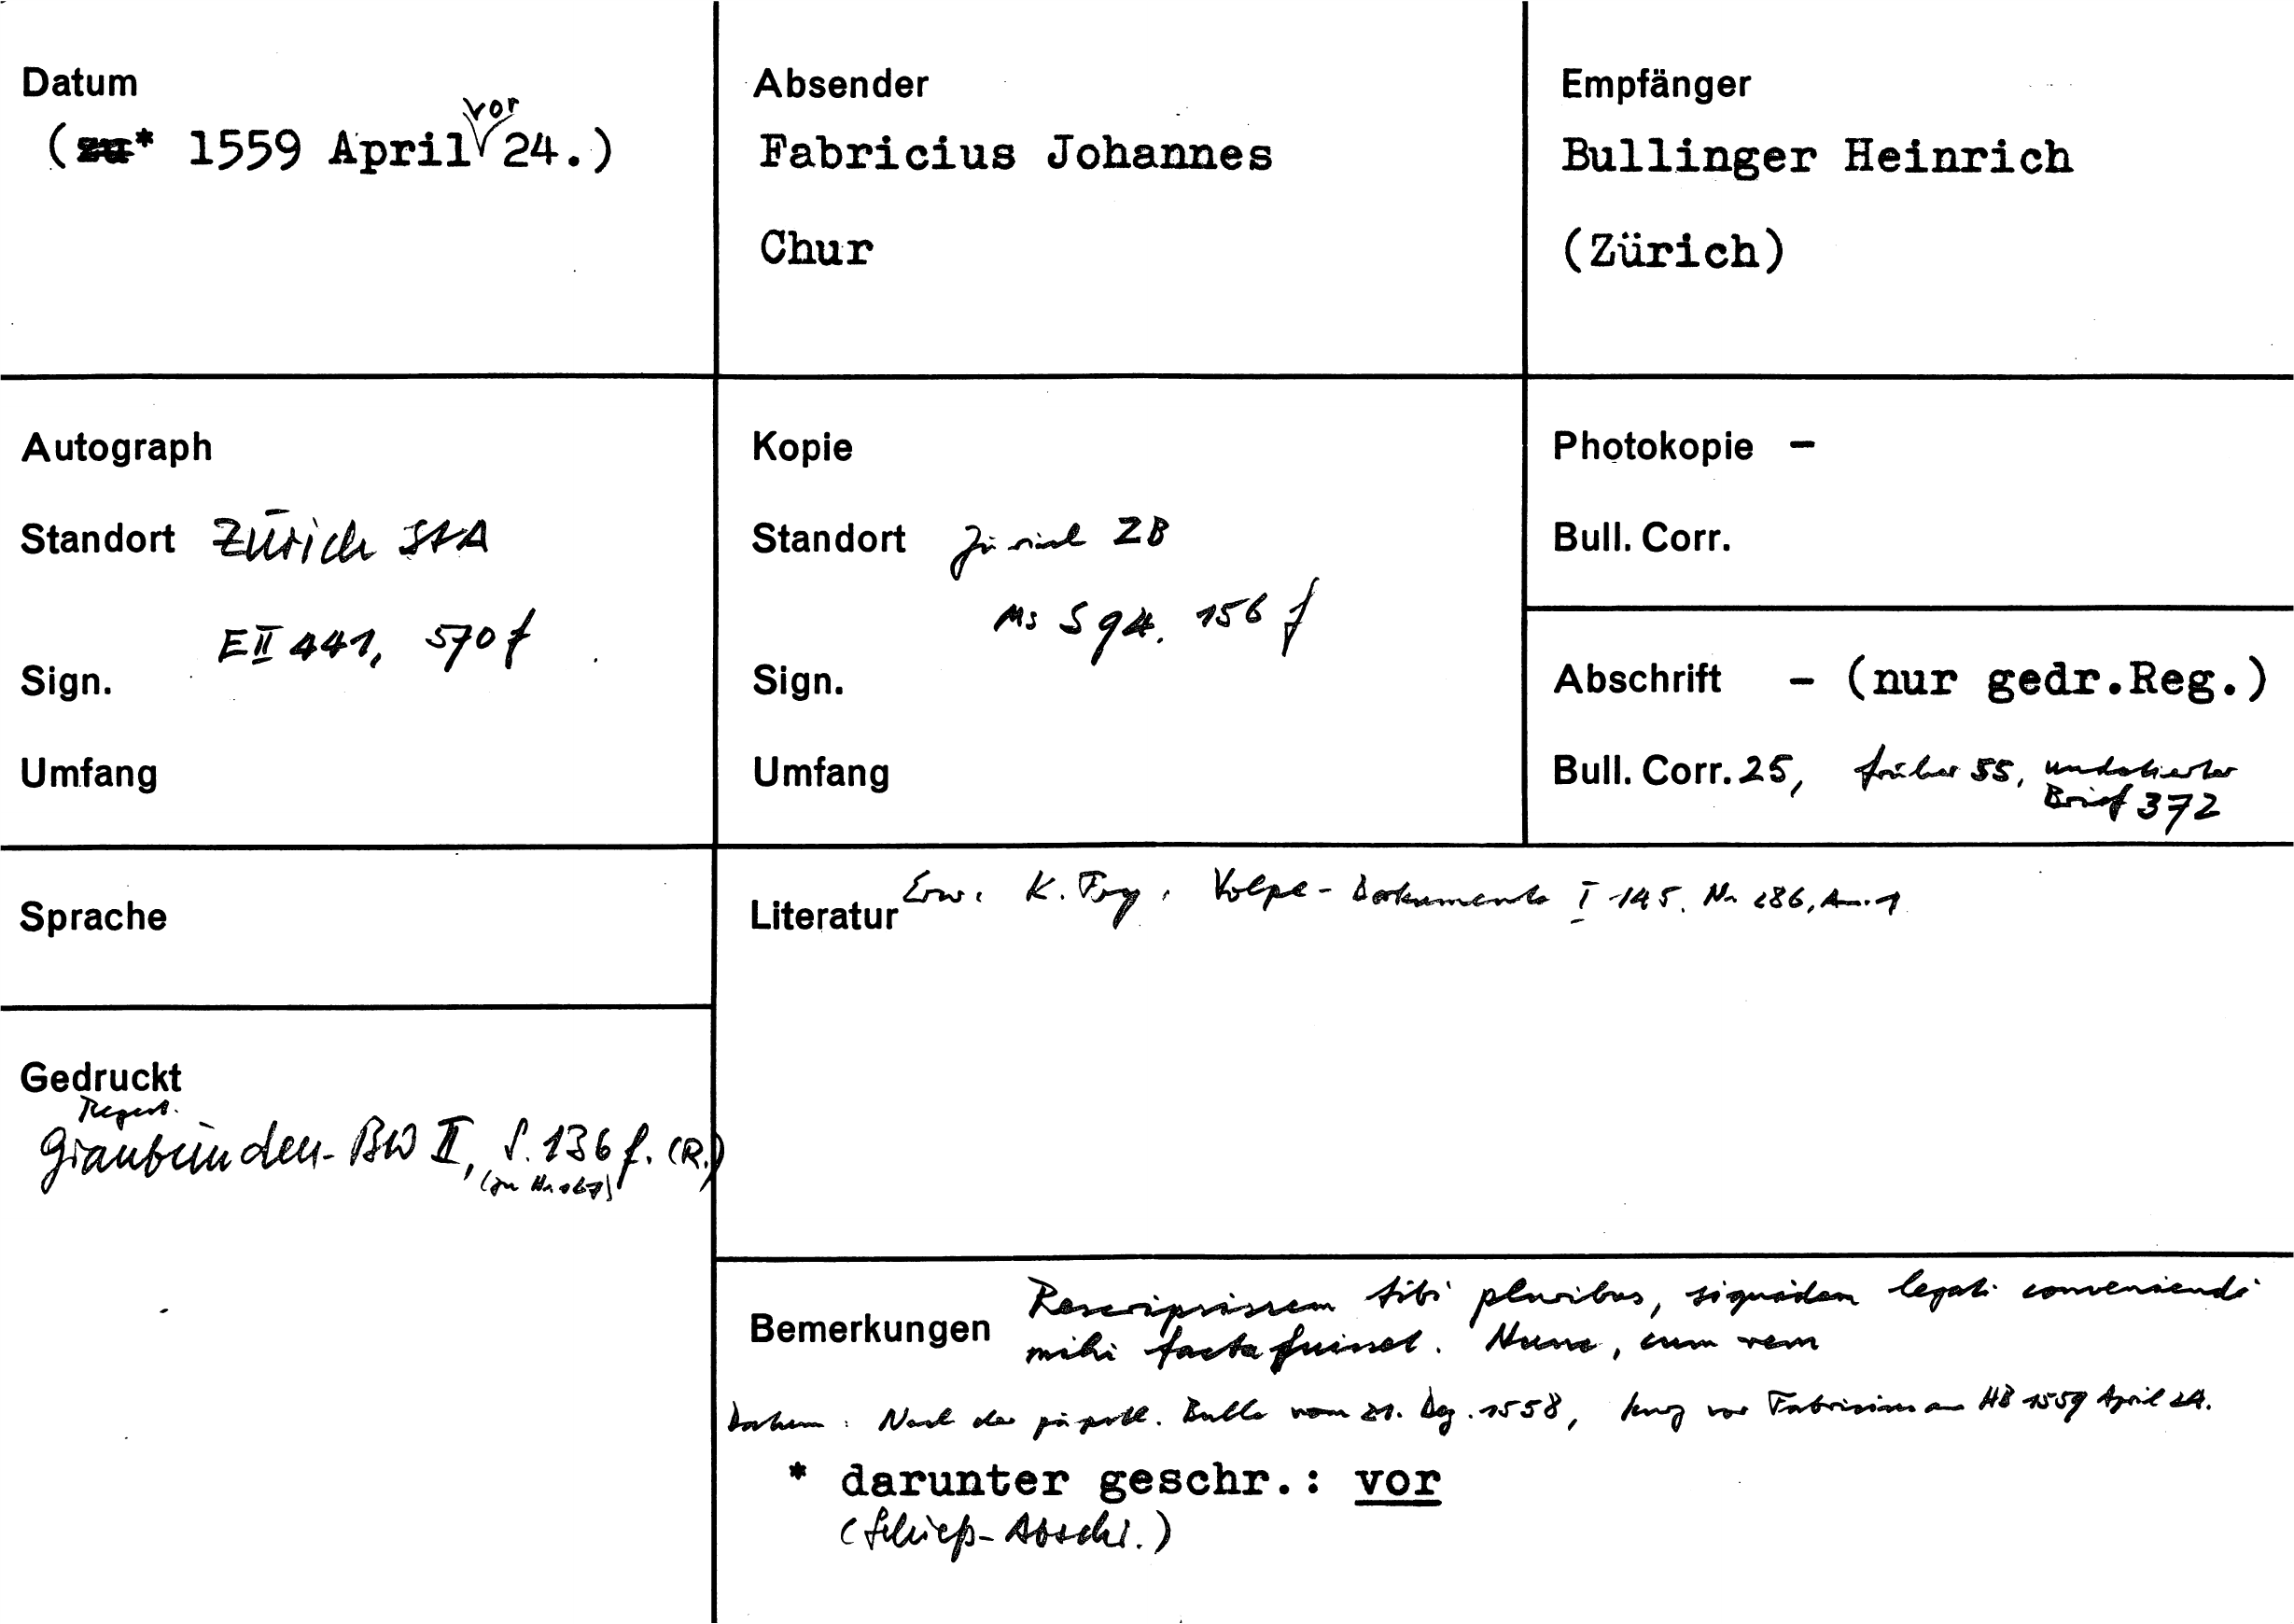 Datum
(zu* 1559 April vor 24.)
Absender
Fabricius Johannes
Chur
Empfänger
Bullinger Heinrich
(Zürich)
Autograph
Standort Zürich StA
Sign. E II 441, 570 f
Umfang
Kopie
Standort Zürich ZB
Sign. Ms S 94. 156 f
Umfang
Photokopie –
Bull. Corr.
Abschrift – (nur gedr.Reg.)
Bull. Corr. 25, früher 55, undatierter
Brief 372
Sprache
Literatur Erw. K. Fry, Volpe-Dokumente I 145. Nr 286, Anm. 1
Gedruckt
Regest.
Graubünden-BW II, S. 136 f. (R.)
Bemerkungen Rescripsissem tibi pluribus, siquidem legati conveniendi
mihi facta fuisset. Nunc, cum rem
Datum: Nach der päpstl. Bulle vom 21. Dez. 1558, kurz vor Fabricius an HB 1559 April 24.
* darunter geschr.: vor
(Schieß-Abschr.)